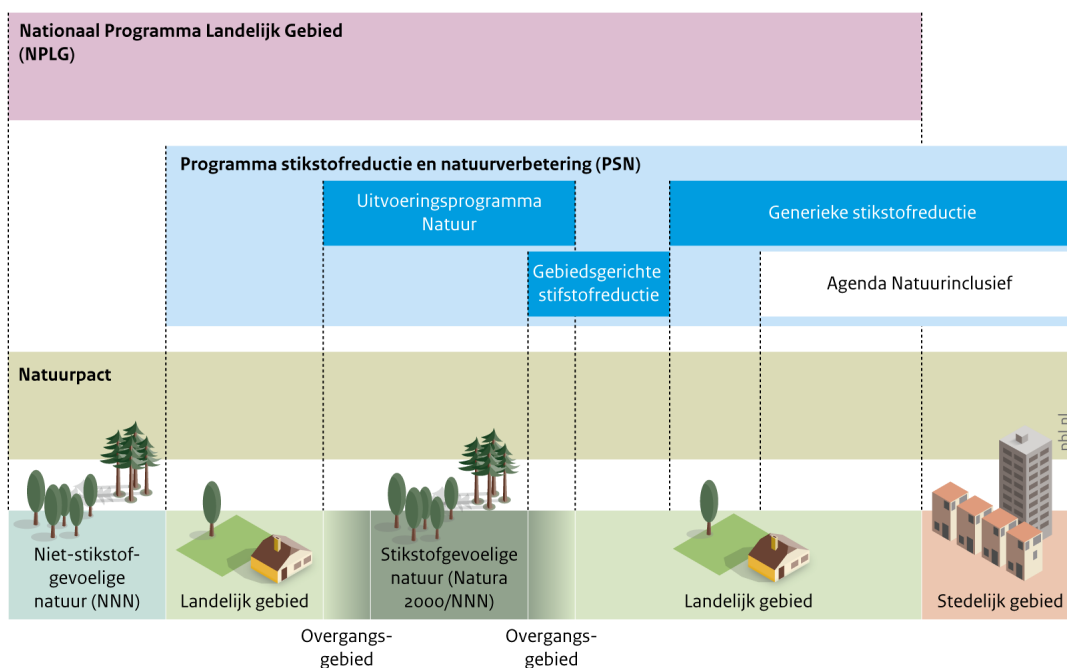 Nationaal Programma Landelijk Gebied
(NPLG)
Programma stikstofreductie en natuurverbetering (PSN)
Uitvoeringsprogramma
Natuur
Generieke stikstofreductie
Gebiedsgerichte
stifstofreductie
Agenda Natuurinclusief
Natuurpact
pbl.nl
Niet-stikstof-
gevoelige
natuur (NNN)
Landelijk gebied
Stikstofgevoelige
natuur (Natura
2000/NNN)
Landelijk gebied
Stedelijk gebied
Overgangs-
gebied
Overgangs-
gebied